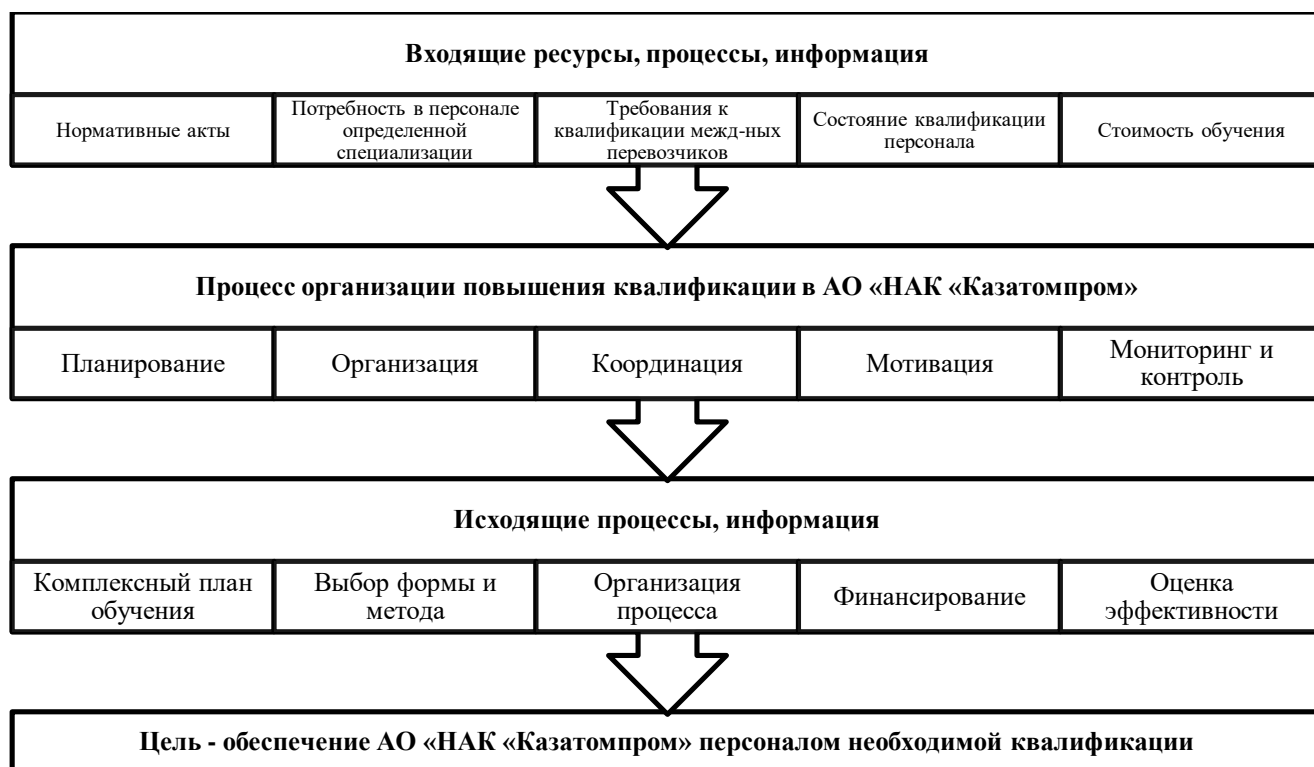 Входящие ресурсы, процессы, информация
Нормативные акты
Потребность в персонале
определенной
специализации
Требования к
квалификации межд-ных
перевозчиков
Состояние квалификации
персонала
Стоимость обучения
Процесс организации повышения квалификации в АО «НАК «Казатомпром»
Планирование
Организация
Координация
Мотивация
Мониторинг и
контроль
Исходящие процессы, информация
Комплексный план
обучения
Выбор формы и
метода
Организация
процесса
Финансирование
Оценка
эффективности
Цель - обеспечение АО «НАК «Казатомпром» персоналом необходимой квалификации